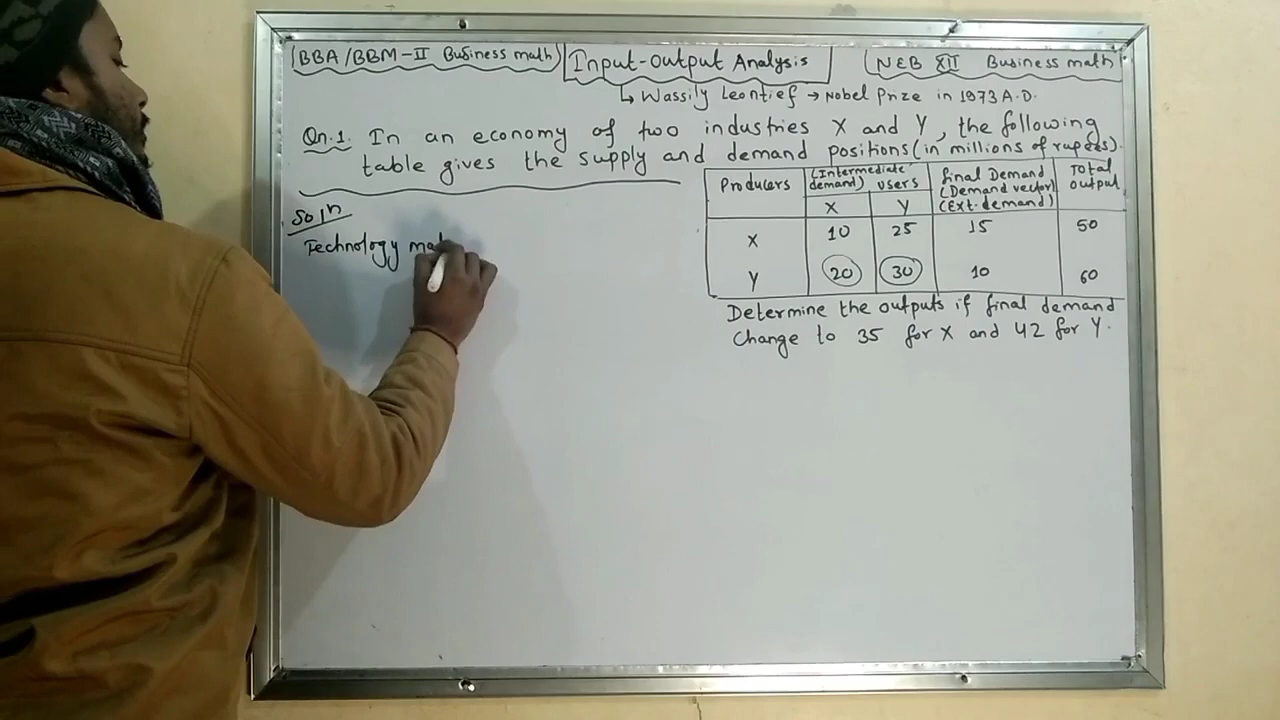 BBA/BBM-II Business math
Input-Output Analysis
NEB XII Business math
↳ Wassily Leontief → Nobel Prize in 1973 A.D.
Qn.1. In an economy of two industries X and Y, the following
table gives the supply and demand positions (in millions of rupees).
Producers (Intermediate demand) users Final Demand (Demand vector) (Ext. demand) Total output
X Y
X 10 25 15 50
Y 20 30 10 60
Determine the outputs if final demand
change to 35 for X and 42 for Y.
Solⁿ
Technology mat